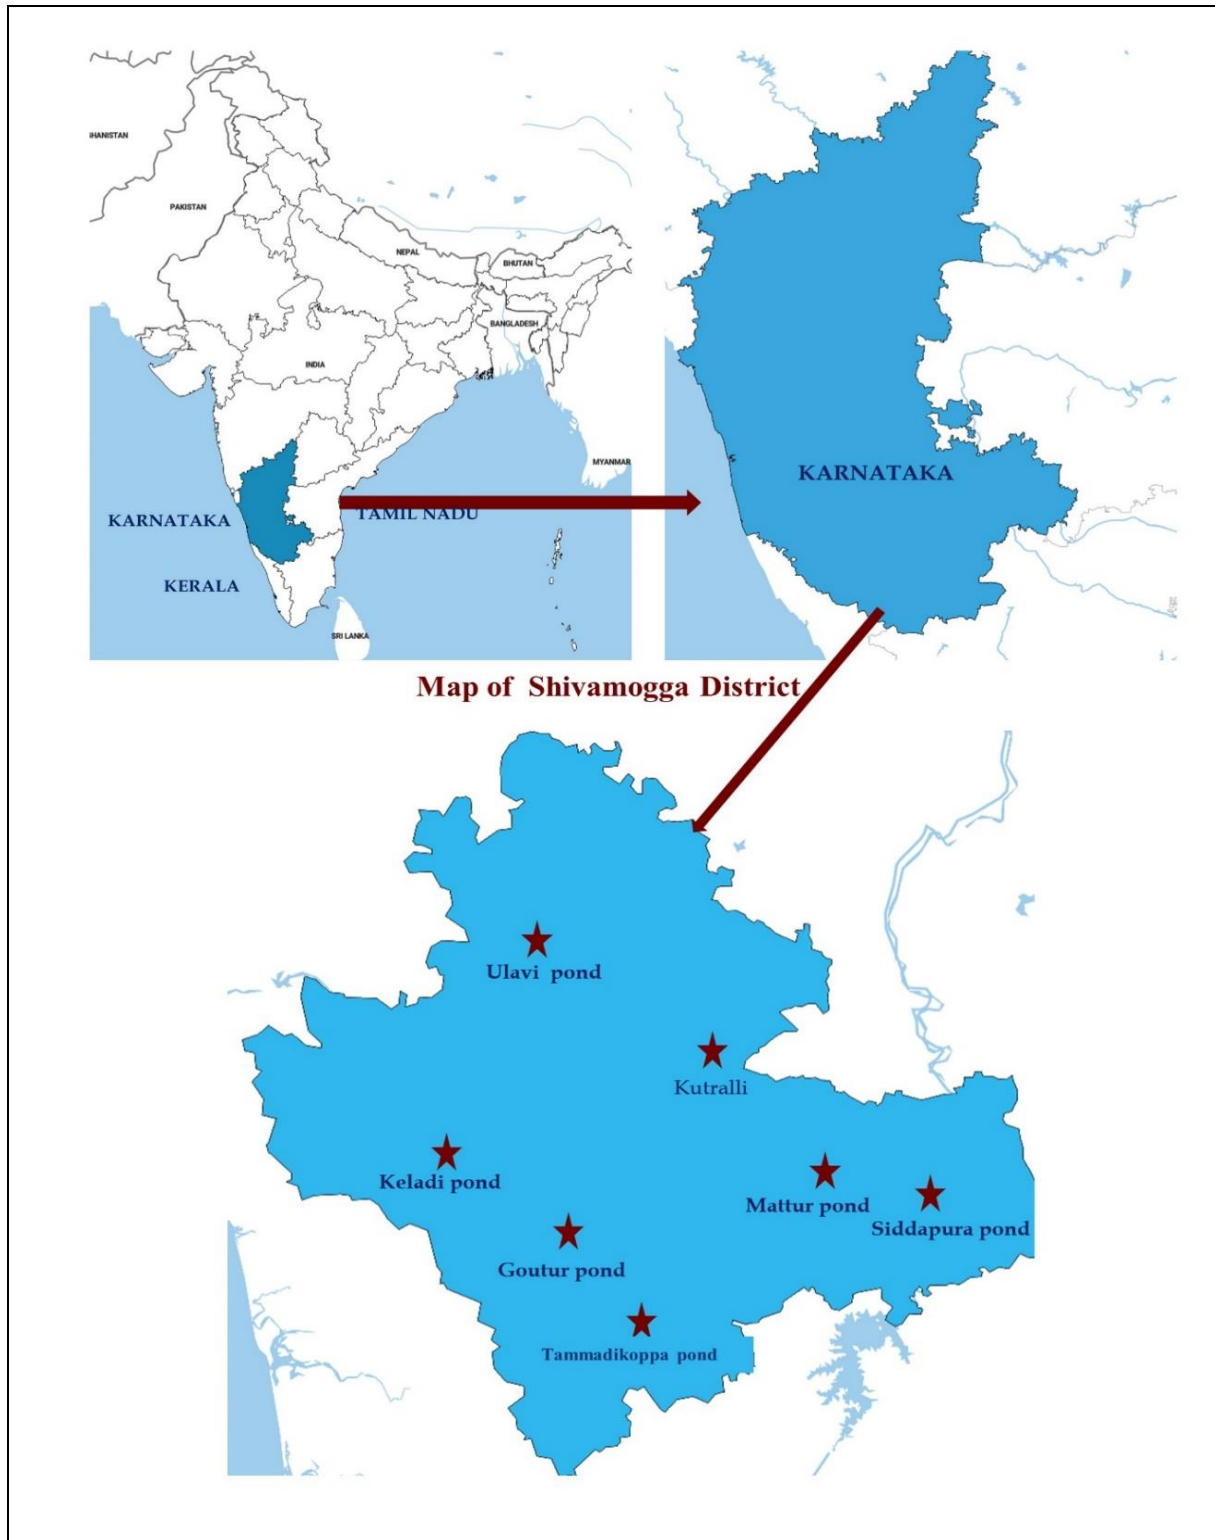 HANISTAN
PAKISTAN
NEPAL
BHUTAN
BANGLADESH
INDIA
MYANMAR
KARNATAKA
TAMIL NADU
KERALA
SRI LANKA
KARNATAKA
Map of Shivamogga District
Ulavi pond
Kutralli
Keladi pond
Mattur pond
Siddapura pond
Goutur pond
Tammadikoppa pond